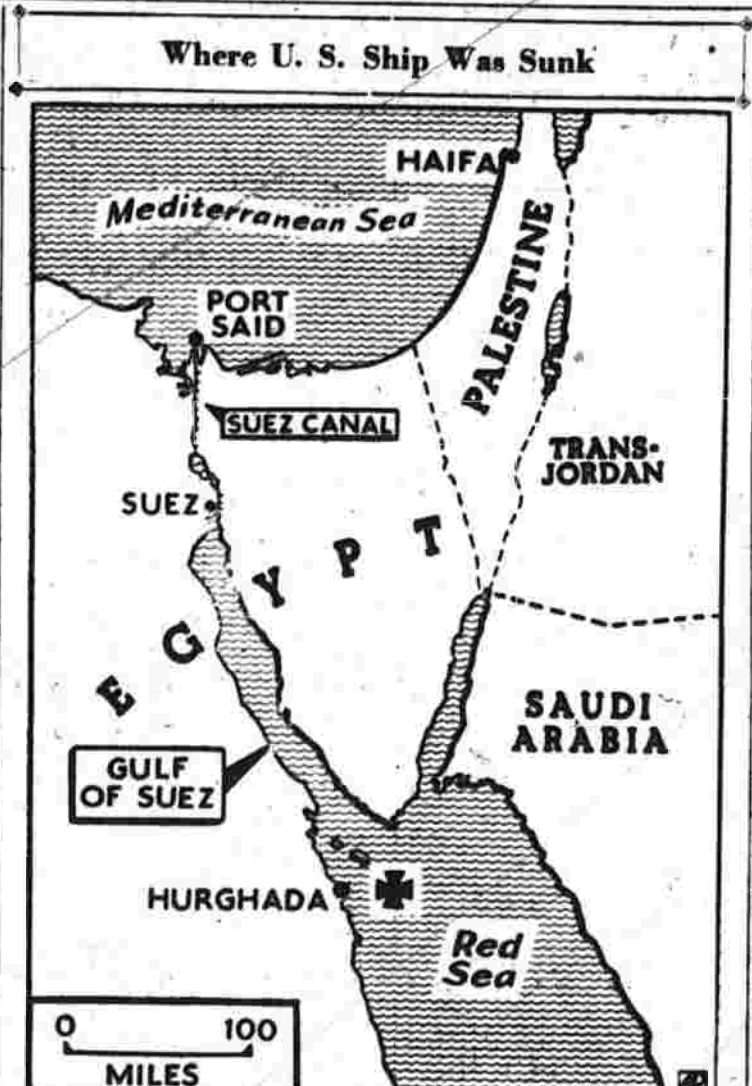 Where U. S. Ship Was Sunk
HAIFA
Mediterranean Sea
PALESTINE
PORT
SAID
SUEZ CANAL
TRANS-
JORDAN
SUEZ
EGYPT
SAUDI
ARABIA
GULF
OF SUEZ
HURGHADA
Red
Sea
0 100
MILES